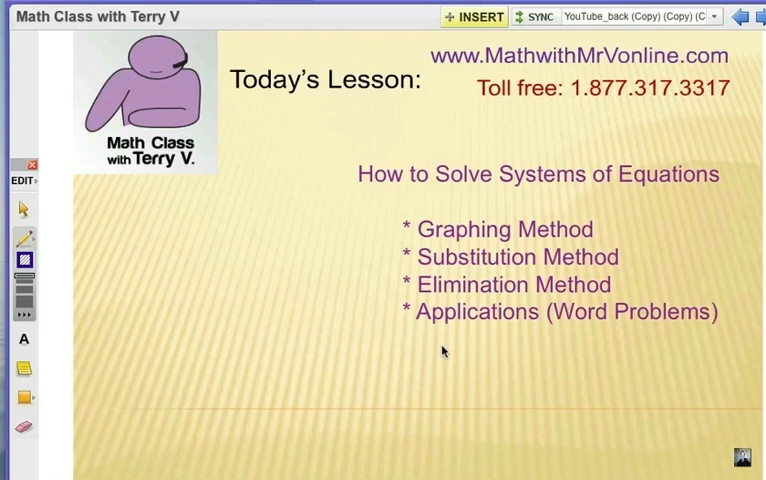 Math Class with Terry V
INSERT
SYNC
YouTube_back (Copy) (Copy) (C
www.MathwithMrVonline.com
Today's Lesson:
Toll free: 1.877.317.3317
Math Class
with Terry V.
How to Solve Systems of Equations
EDIT
* Graphing Method
* Substitution Method
* Elimination Method
* Applications (Word Problems)
A